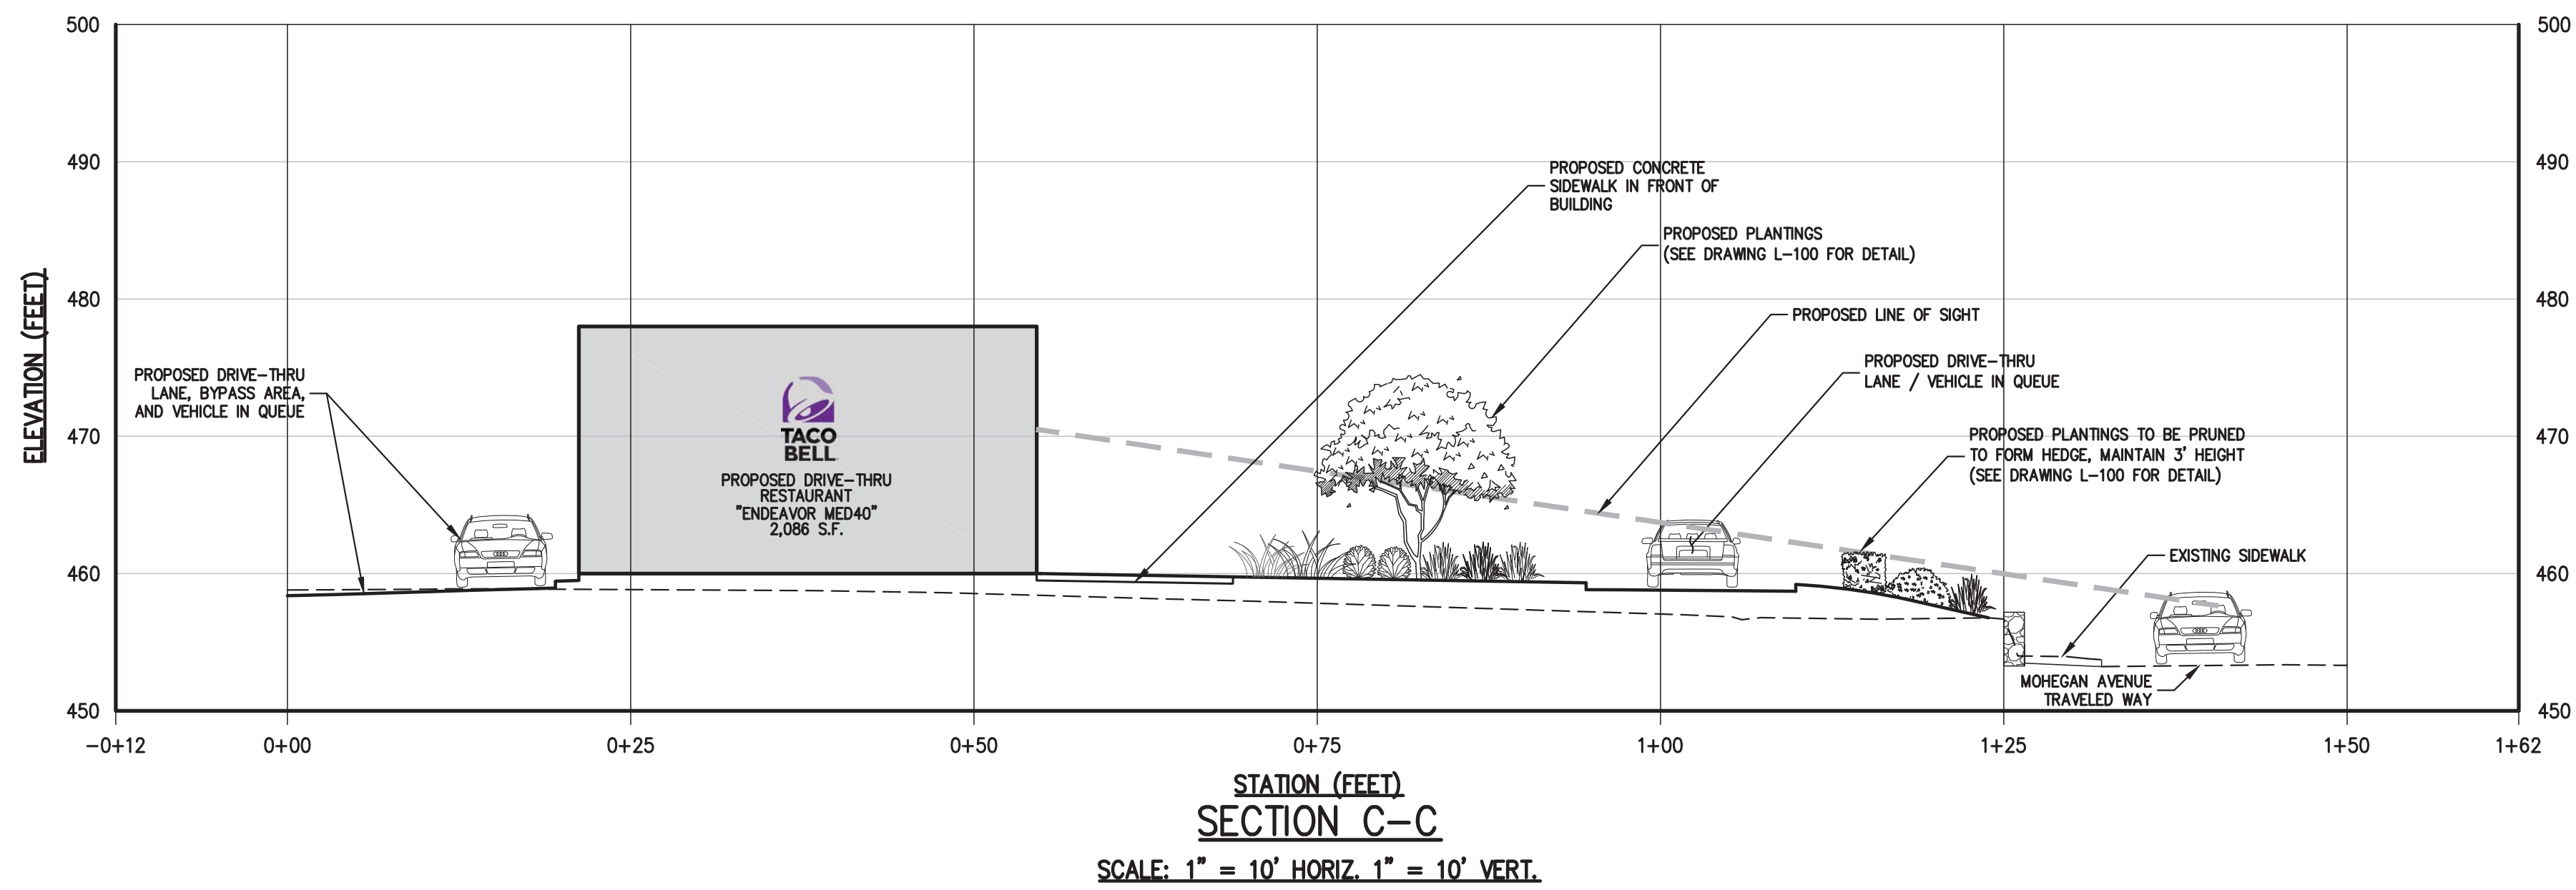 500
500
490
490
PROPOSED CONCRETE
SIDEWALK IN FRONT OF
BUILDING
PROPOSED PLANTINGS
(SEE DRAWING L-100 FOR DETAIL)
ELEVATION (FEET)
480
480
PROPOSED LINE OF SIGHT
PROPOSED DRIVE-THRU
LANE / VEHICLE IN QUEUE
PROPOSED DRIVE-THRU
LANE, BYPASS AREA,
AND VEHICLE IN QUEUE
470
470
TACO
BELL
PROPOSED PLANTINGS TO BE PRUNED
TO FORM HEDGE, MAINTAIN 3' HEIGHT
(SEE DRAWING L-100 FOR DETAIL)
PROPOSED DRIVE-THRU
RESTAURANT
"ENDEAVOR MED40"
2,086 S.F.
EXISTING SIDEWALK
460
460
MOHEGAN AVENUE
TRAVELED WAY
450
450
-0+12
0+00
0+25
0+50
0+75
1+00
1+25
1+50
1+62
STATION (FEET)
SECTION C-C
SCALE: 1" = 10' HORIZ. 1" = 10' VERT.